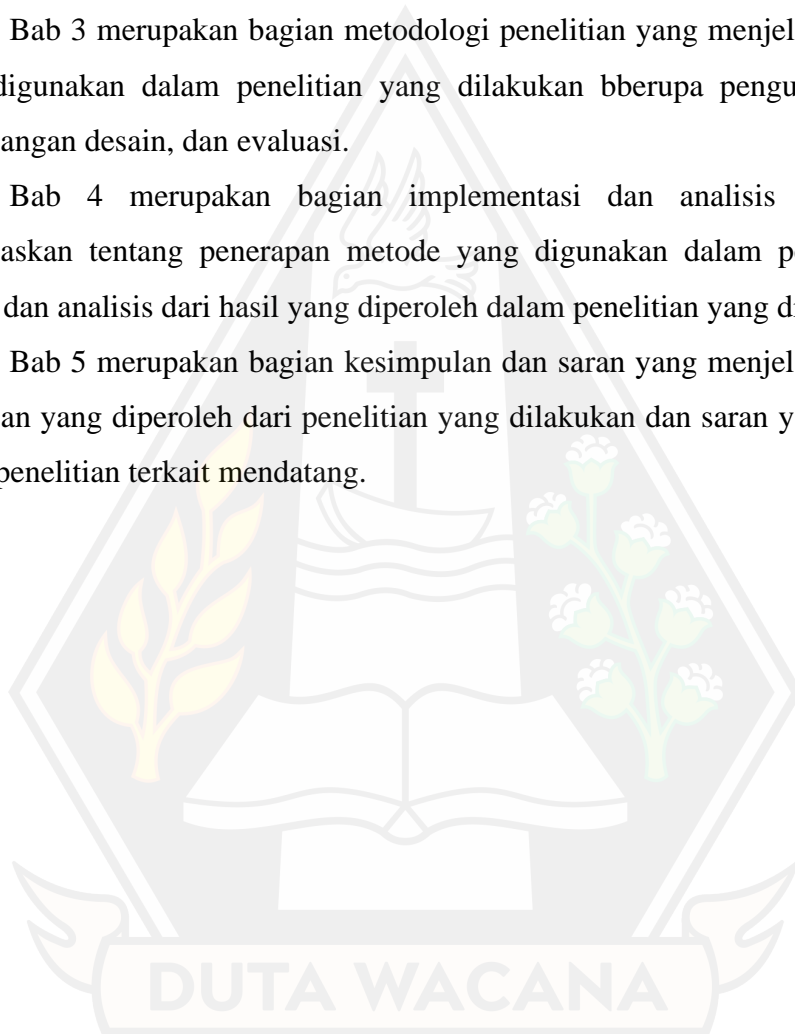 Bab 3 merupakan bagian metodologi penelitian yang menjel
digunakan dalam penelitian yang dilakukan bberupa pengu
angan desain, dan evaluasi.
Bab 4 merupakan bagian implementasi dan analisis
askan tentang penerapan metode yang digunakan dalam pe
dan analisis dari hasil yang diperoleh dalam penelitian yang di
Bab 5 merupakan bagian kesimpulan dan saran yang menjel
an yang diperoleh dari penelitian yang dilakukan dan saran y
penelitian terkait mendatang.
DUTA WACANA